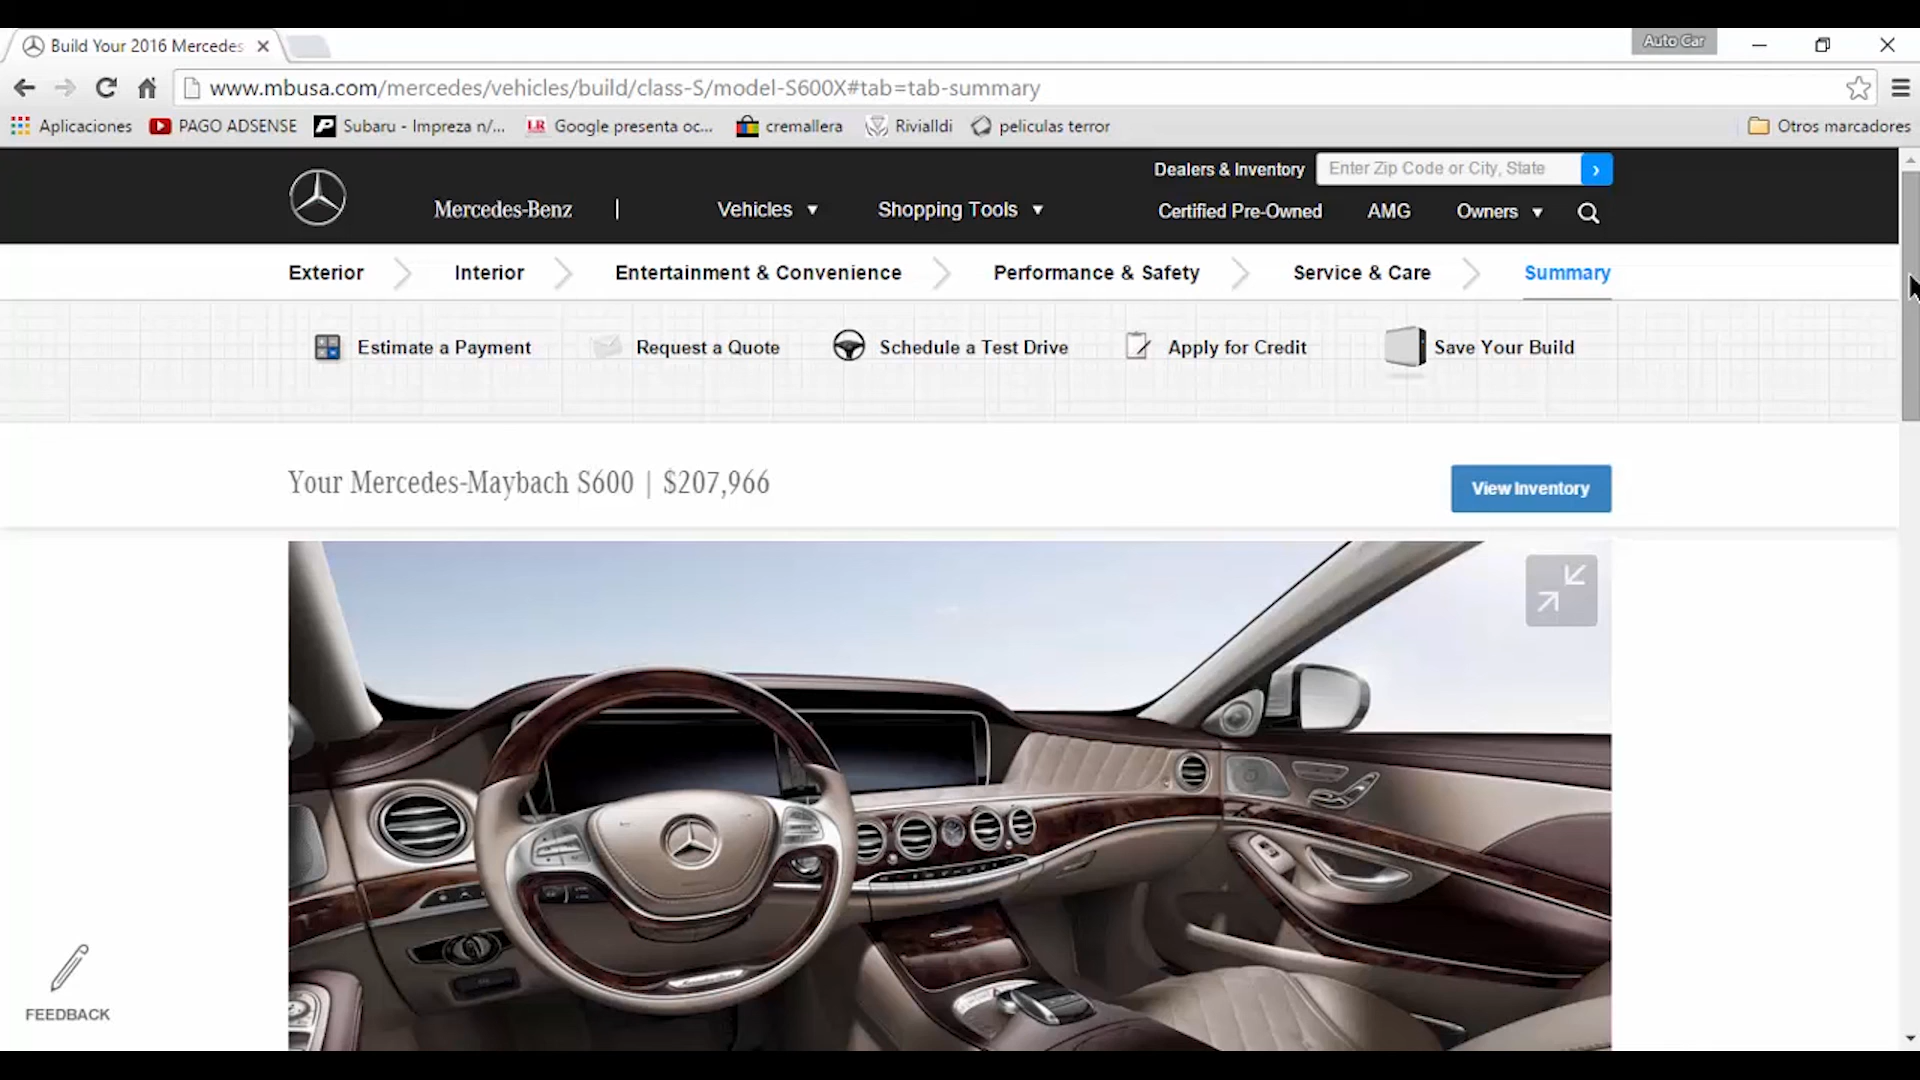 Build Your 2016 Mercedes
Auto Car
www.mbusa.com/mercedes/vehicles/build/class-S/model-S600X#tab=tab-summary
Aplicaciones PAGO ADSENSE Subaru - Impreza n/... LR Google presenta oc... cremallera Rivialldi peliculas terror Otros marcadores
Dealers & Inventory Enter Zip Code or City, State
Mercedes-Benz | Vehicles Shopping Tools Certified Pre-Owned AMG Owners
Exterior Interior Entertainment & Convenience Performance & Safety Service & Care Summary
Estimate a Payment Request a Quote Schedule a Test Drive Apply for Credit Save Your Build
Your Mercedes-Maybach S600 | $207,966 View Inventory
FEEDBACK